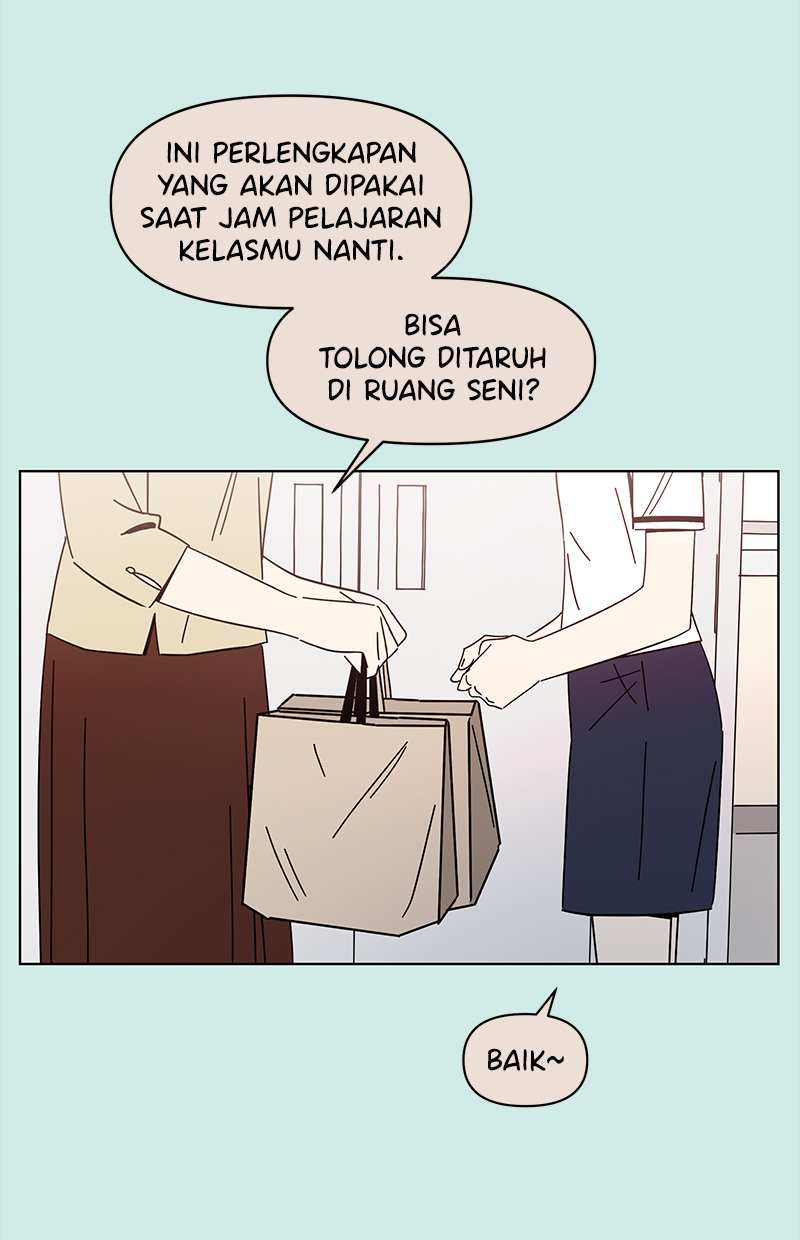 INI PERLENGKAPAN
YANG AKAN DIPAKAI
SAAT JAM PELAJARAN
KELASMU NANTI.
BISA
TOLONG DITARUH
DI RUANG SENI?
BAIK~